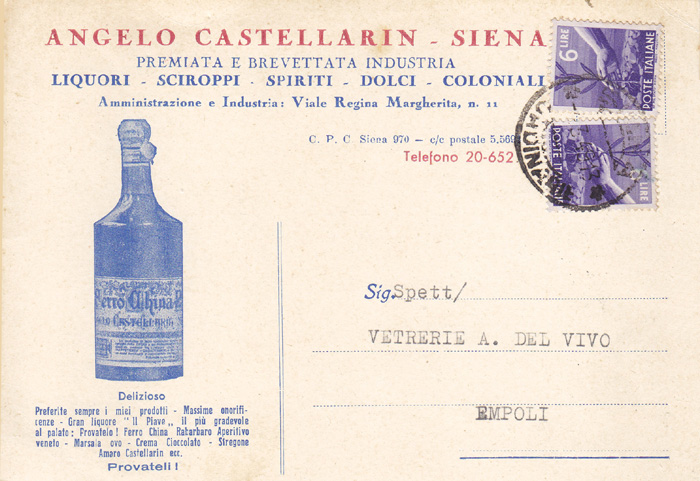 ANGELO CASTELLARIN - SIENA
PREMIATA E BREVETTATA INDUSTRIA
LIQUORI - SCIROPPI - SPIRITI - DOLCI - COLONIALI
Amministrazione e Industria: Viale Regina Margherita, n. 11
C. P. C. Siena 970 - c/c postale 5,569
Telefono 20-652
6 LIRE
POSTE ITALIANE
LIRE
POSTE ITALIANE
Ferro China
CASTELLARIN
Sig. Spett/
VETRERIE A. DEL VIVO
EMPOLI
Delizioso
Preferite sempre i miei prodotti - Massime onorifi-
cenze - Gran liquore "Il Piave" il più gradevole
al palato: Provatelo! Ferro China Rabarbaro Aperitivo
veneto - Marsala ovo - Crema Cioccolato - Stregone
Amaro Castellarin ecc.
Provateli!